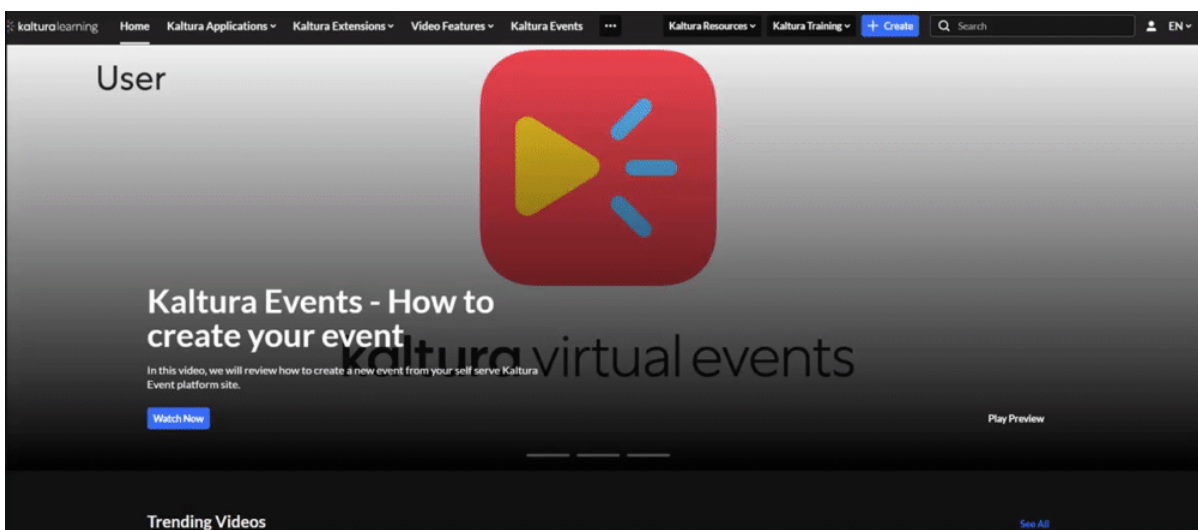 kalturalearning Home Kaltura Applications Kaltura Extensions Video Features Kaltura Events ••• Kaltura Resources Kaltura Training + Create Search EN
User
Kaltura Events - How to
create your event
kaltura virtual events
In this video, we will review how to create a new event from your self serve Kaltura
Event platform site.
Watch Now
Play Preview
Trending Videos
See All